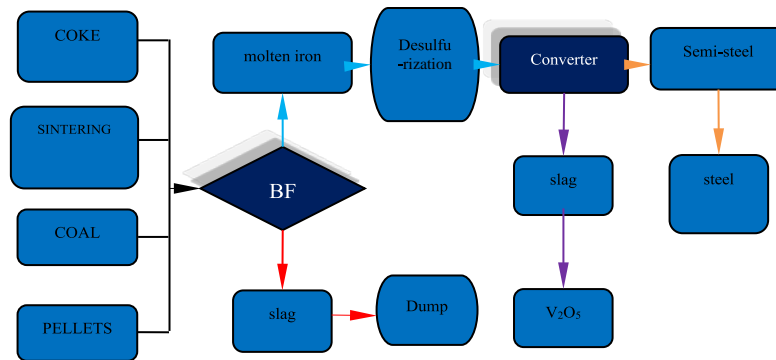 COKE
SINTERING
COAL
PELLETS
BF
molten iron
Desulfu
-rization
Converter
Semi-steel
steel
slag
V₂O₅
slag
Dump